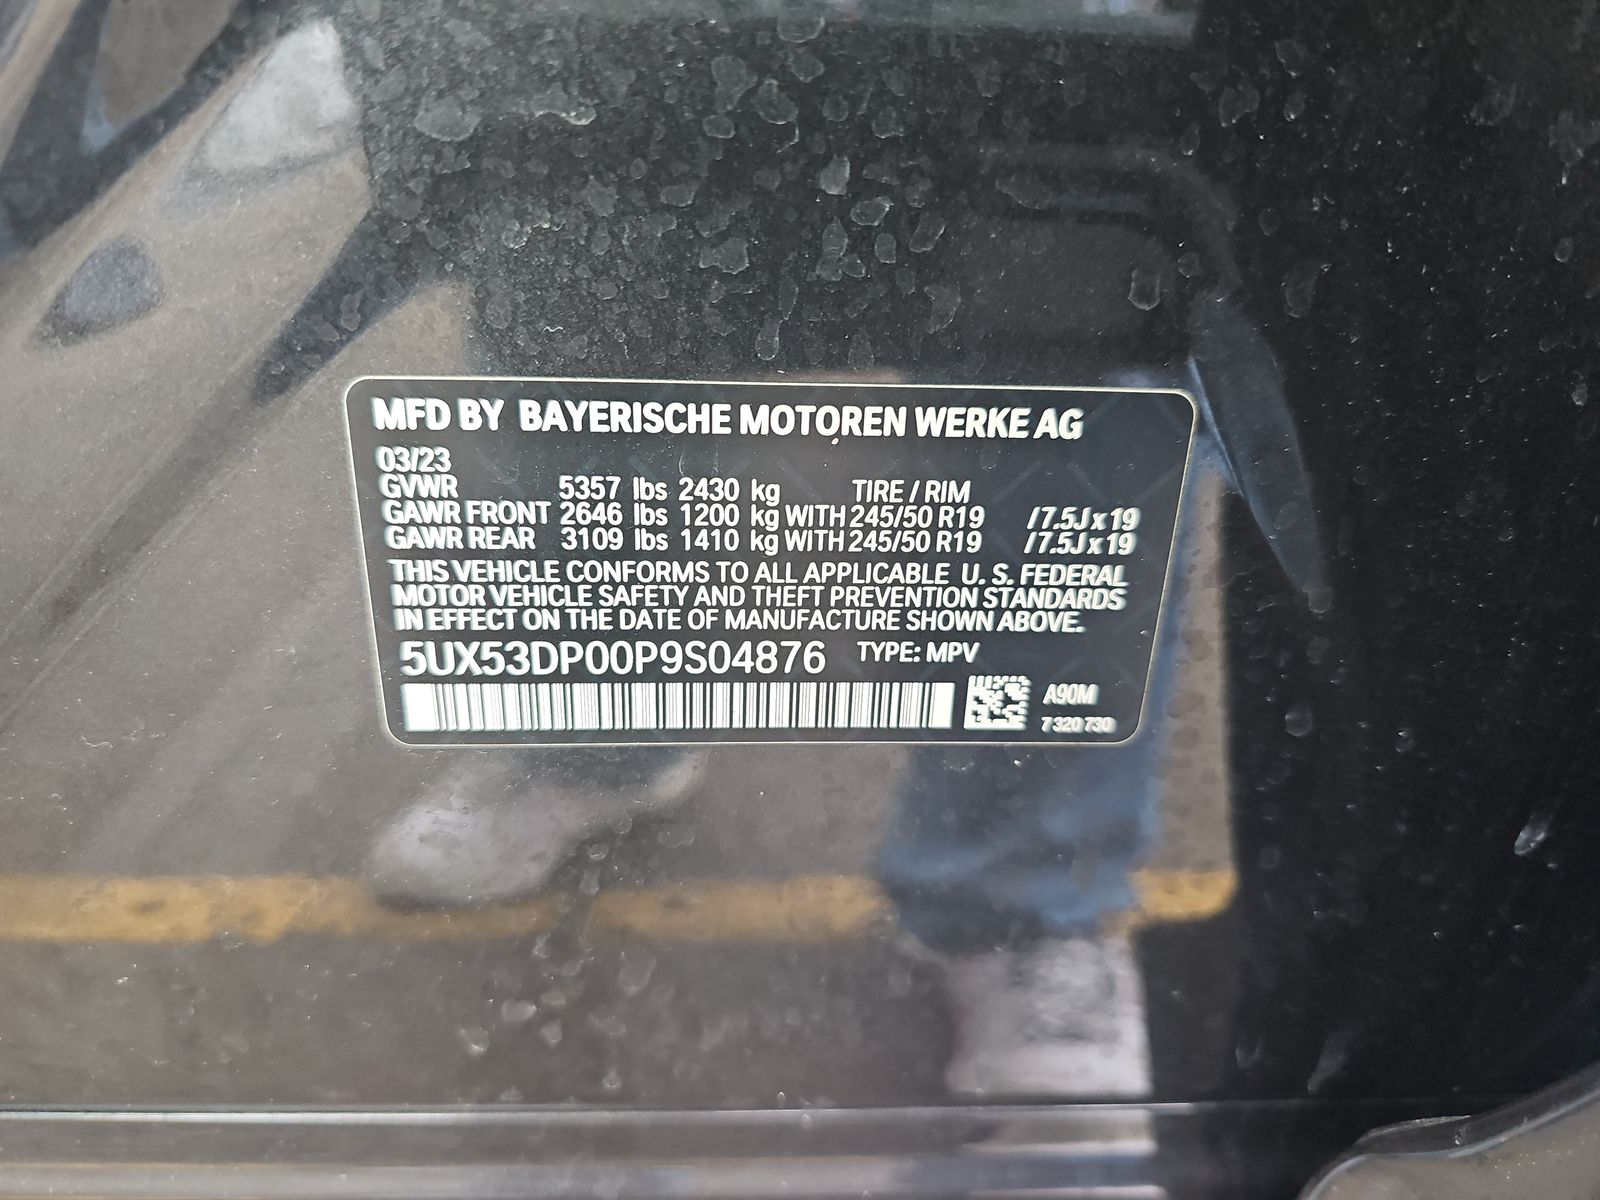 MFD BY BAYERISCHE MOTOREN WERKE AG
03/23
GVWR 5357 lbs 2430 kg TIRE / RIM
GAWR FRONT 2646 lbs 1200 kg WITH 245/50 R19 / 7.5J x 19
GAWR REAR 3109 lbs 1410 kg WITH 245/50 R19 / 7.5J x 19
THIS VEHICLE CONFORMS TO ALL APPLICABLE U. S. FEDERAL
MOTOR VEHICLE SAFETY AND THEFT PREVENTION STANDARDS
IN EFFECT ON THE DATE OF MANUFACTURE SHOWN ABOVE.
5UX53DP00P9S04876 TYPE: MPV
A90M
7 320 730